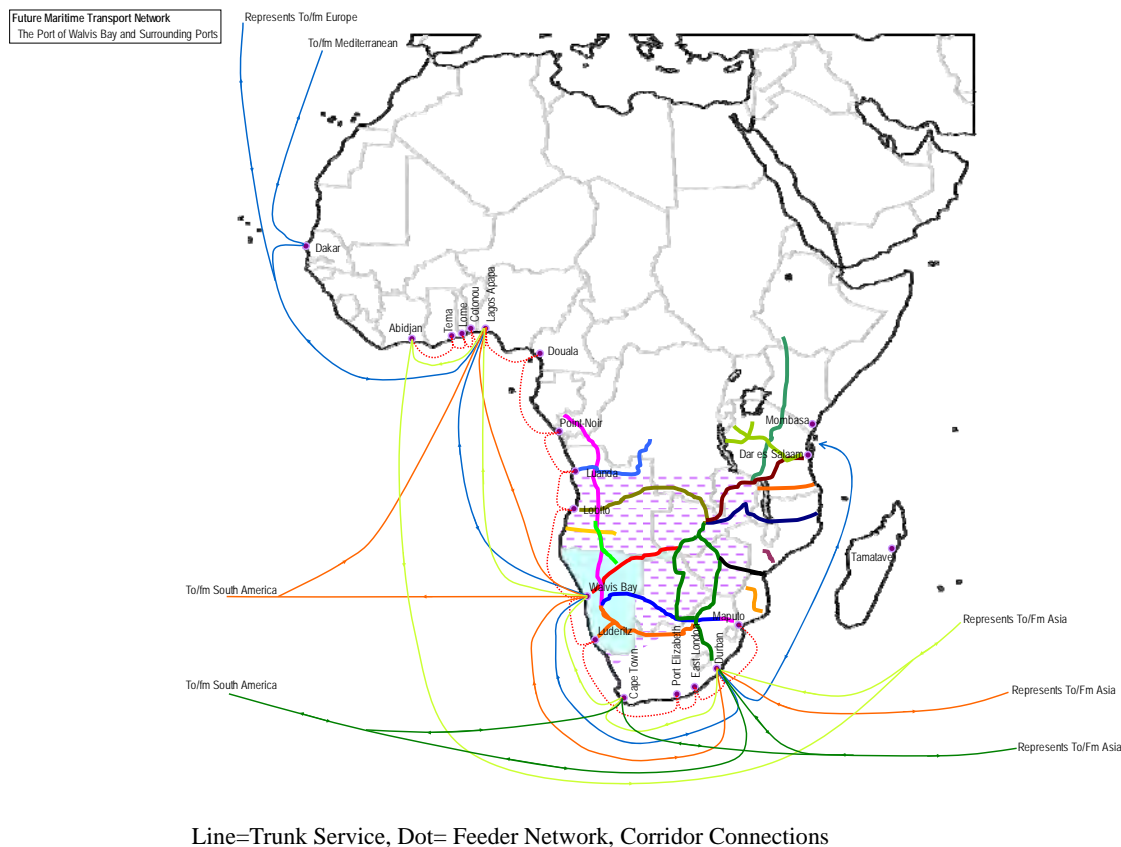 Future Maritime Transport Network
The Port of Walvis Bay and Surrounding Ports
Represents To/fm Europe
To/fm Mediterranean
Dakar
Abidjan
Tema
Lome
Cotonou
Lagos Apapa
Douala
Point-Noir
Mombasa
Dar es Salaam
Luanda
Lobito
Tamatave
Walvis Bay
To/fm South America
Maputo
Represents To/Fm Asia
Luderitz
Cape Town
Port Elizabeth
East London
Durban
To/fm South America
Represents To/Fm Asia
Represents To/Fm Asia
Line=Trunk Service, Dot= Feeder Network, Corridor Connections